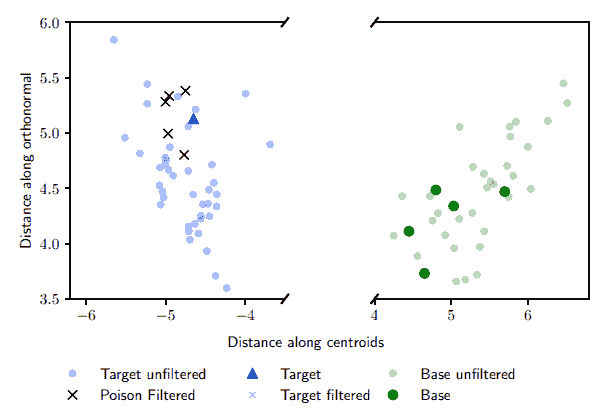 6.0
5.5
5.0
4.5
4.0
3.5
Distance along orthonormal
−6 −5 −4 4 5 6
Distance along centroids
Target unfiltered Target Base unfiltered
Poison Filtered Target filtered Base